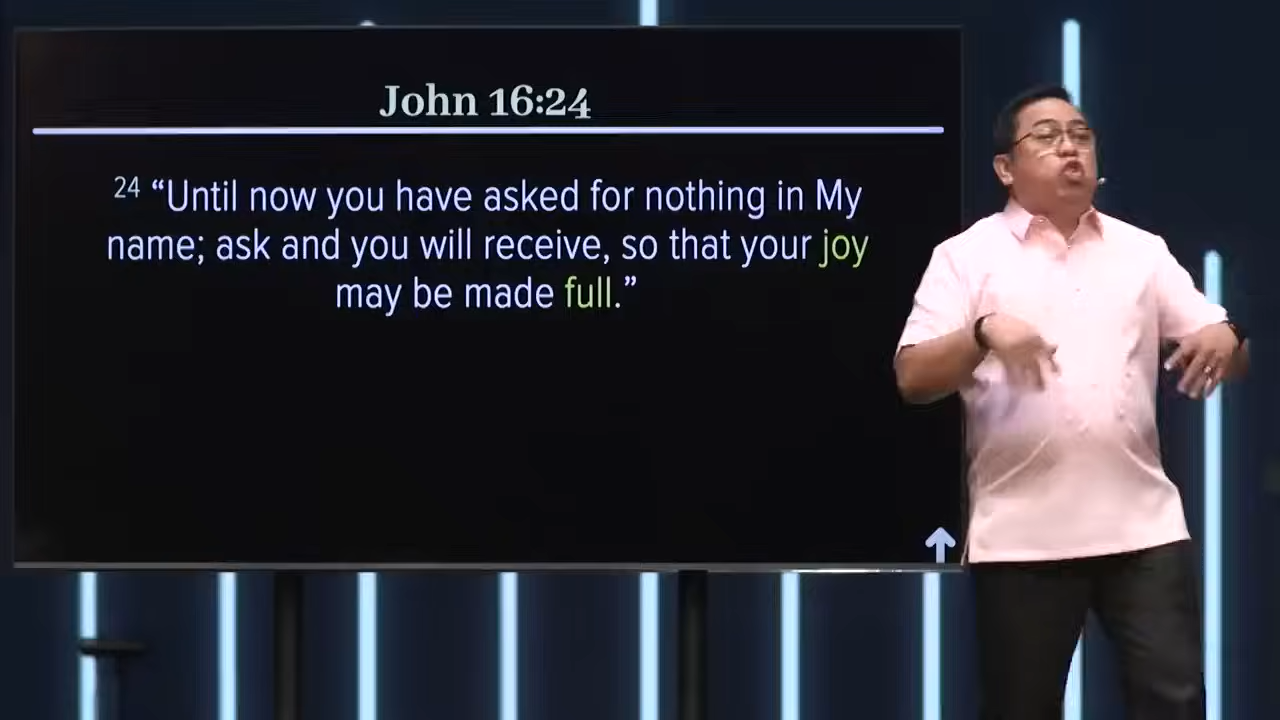 John 16:24
24 “Until now you have asked for nothing in My
name; ask and you will receive, so that your joy
may be made full.”